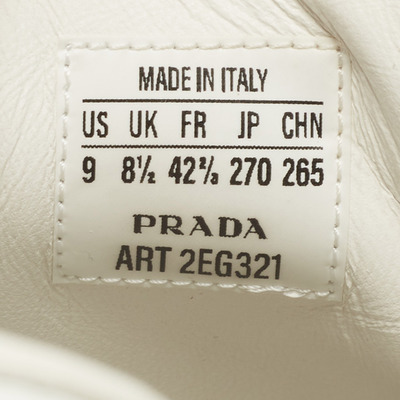 MADE IN ITALY
US UK FR JP CHN
9 8½ 42⅔ 270 265
PRADA
ART 2EG321